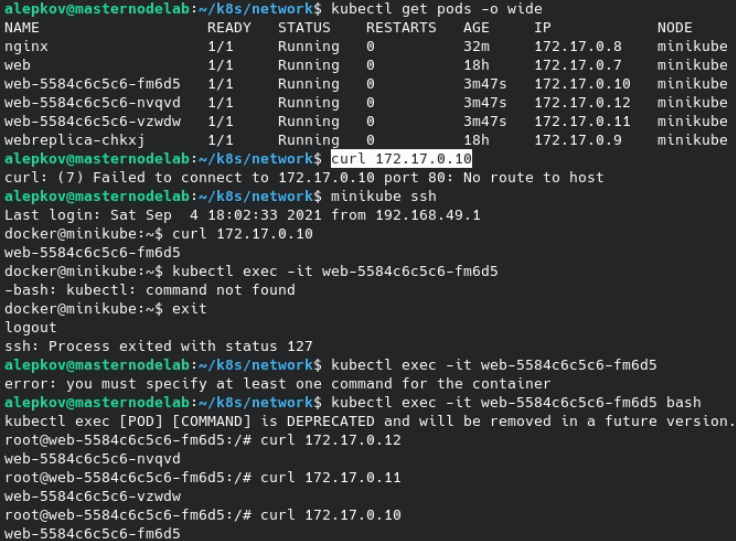 alepkov@masternodelab:~/k8s/network$ kubectl get pods -o wide
NAME                   READY   STATUS    RESTARTS   AGE     IP            NODE
nginx                  1/1     Running   0          32m     172.17.0.8    minikube
web                    1/1     Running   0          18h     172.17.0.7    minikube
web-5584c6c5c6-fm6d5   1/1     Running   0          3m47s   172.17.0.10   minikube
web-5584c6c5c6-nvqvd   1/1     Running   0          3m47s   172.17.0.12   minikube
web-5584c6c5c6-vzwdw   1/1     Running   0          3m47s   172.17.0.11   minikube
webreplica-chkxj       1/1     Running   0          18h     172.17.0.9    minikube
alepkov@masternodelab:~/k8s/network$ curl 172.17.0.10
curl: (7) Failed to connect to 172.17.0.10 port 80: No route to host
alepkov@masternodelab:~/k8s/network$ minikube ssh
Last login: Sat Sep  4 18:02:33 2021 from 192.168.49.1
docker@minikube:~$ curl 172.17.0.10
web-5584c6c5c6-fm6d5
docker@minikube:~$ kubectl exec -it web-5584c6c5c6-fm6d5
-bash: kubectl: command not found
docker@minikube:~$ exit
logout
ssh: Process exited with status 127
alepkov@masternodelab:~/k8s/network$ kubectl exec -it web-5584c6c5c6-fm6d5
error: you must specify at least one command for the container
alepkov@masternodelab:~/k8s/network$ kubectl exec -it web-5584c6c5c6-fm6d5 bash
kubectl exec [POD] [COMMAND] is DEPRECATED and will be removed in a future version.
root@web-5584c6c5c6-fm6d5:/# curl 172.17.0.12
web-5584c6c5c6-nvqvd
root@web-5584c6c5c6-fm6d5:/# curl 172.17.0.11
web-5584c6c5c6-vzwdw
root@web-5584c6c5c6-fm6d5:/# curl 172.17.0.10
web-5584c6c5c6-fm6d5